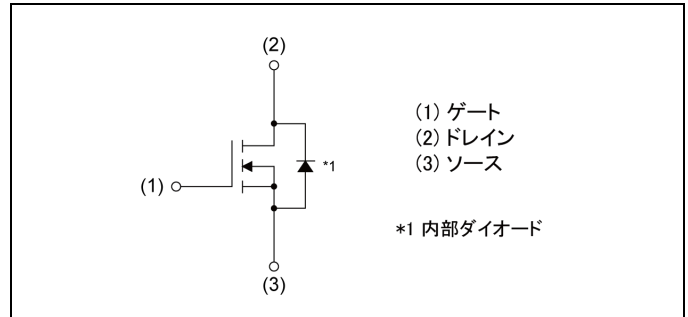 (2)
(1) ゲート
(2) ドレイン
(3) ソース
*1
(1)
*1 内部ダイオード
(3)